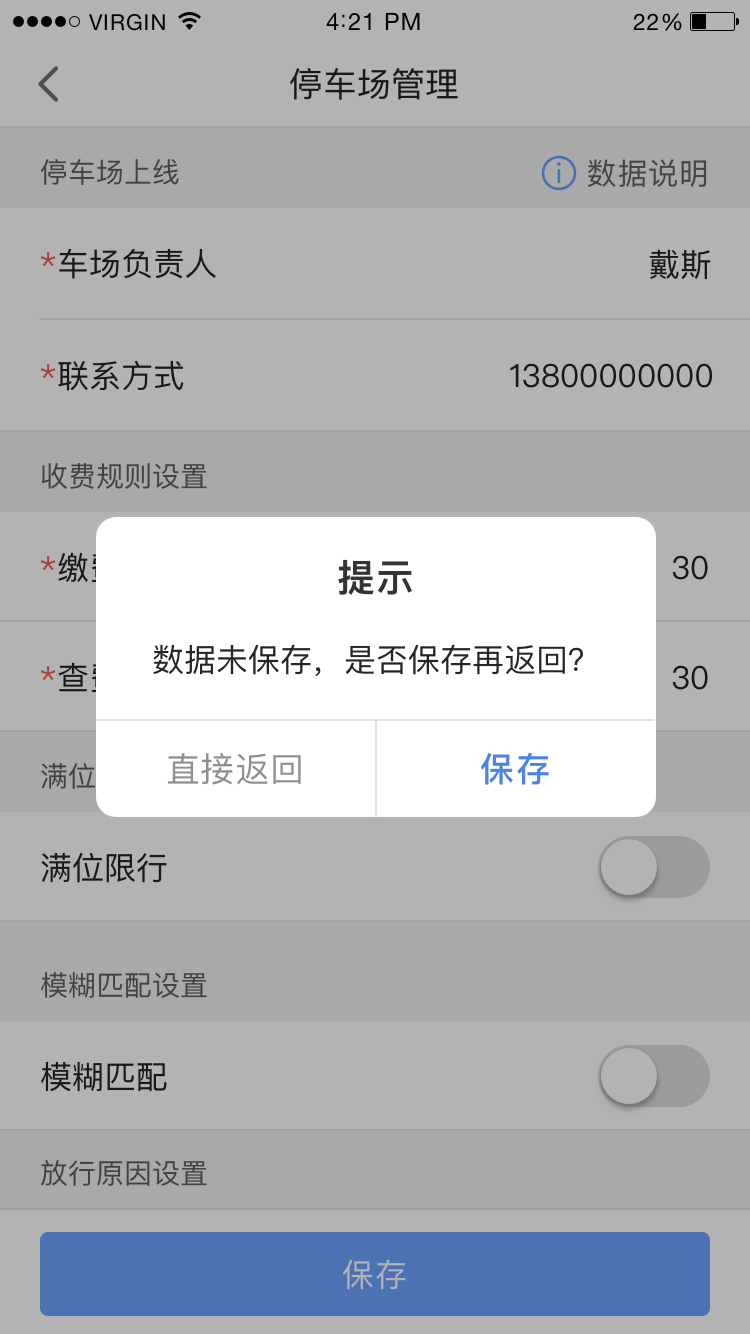 VIRGIN 4:21 PM 22%
停车场管理
停车场上线 数据说明
*车场负责人 戴斯
*联系方式 13800000000
收费规则设置
*缴 30
*查 30
提示
数据未保存，是否保存再返回?
直接返回 保存
满位
满位限行
模糊匹配设置
模糊匹配
放行原因设置
保存